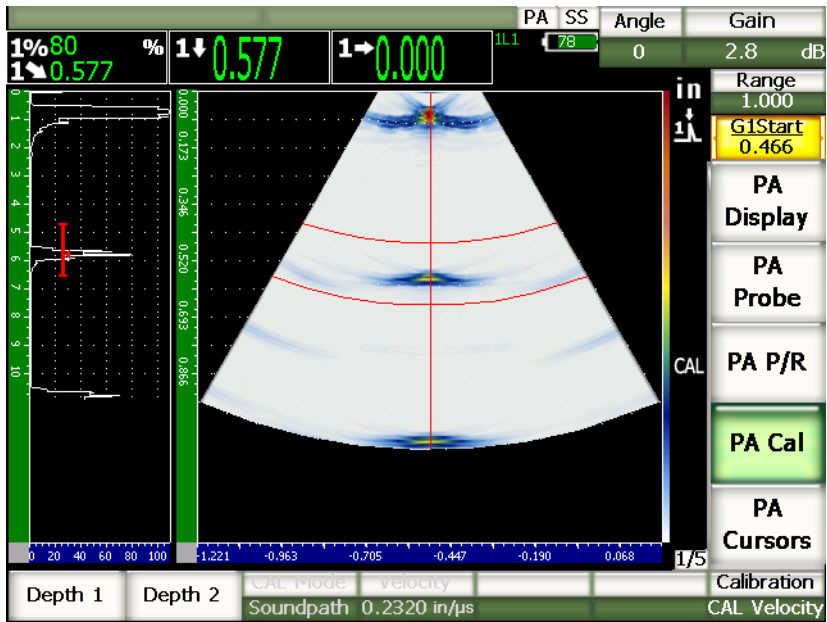 PA SS Angle Gain
1%80 % 1 0.577 1 0.000 1L1 78 0 2.8 dB
1 0.577
in Range
1.000
1 G1Start
0.466
PA
Display
PA
Probe
PA P/R
CAL
PA Cal
PA
Cursors
0 1 2 3 4 5 6 7 8 9 10
0.000 0.173 0.346 0.520 0.693 0.866
0 20 40 60 80 100 -1.221 -0.963 -0.705 -0.447 -0.190 0.068 1/5
Depth 1 Depth 2 CAL Mode Velocity Calibration
Soundpath 0.2320 in/µs CAL Velocity